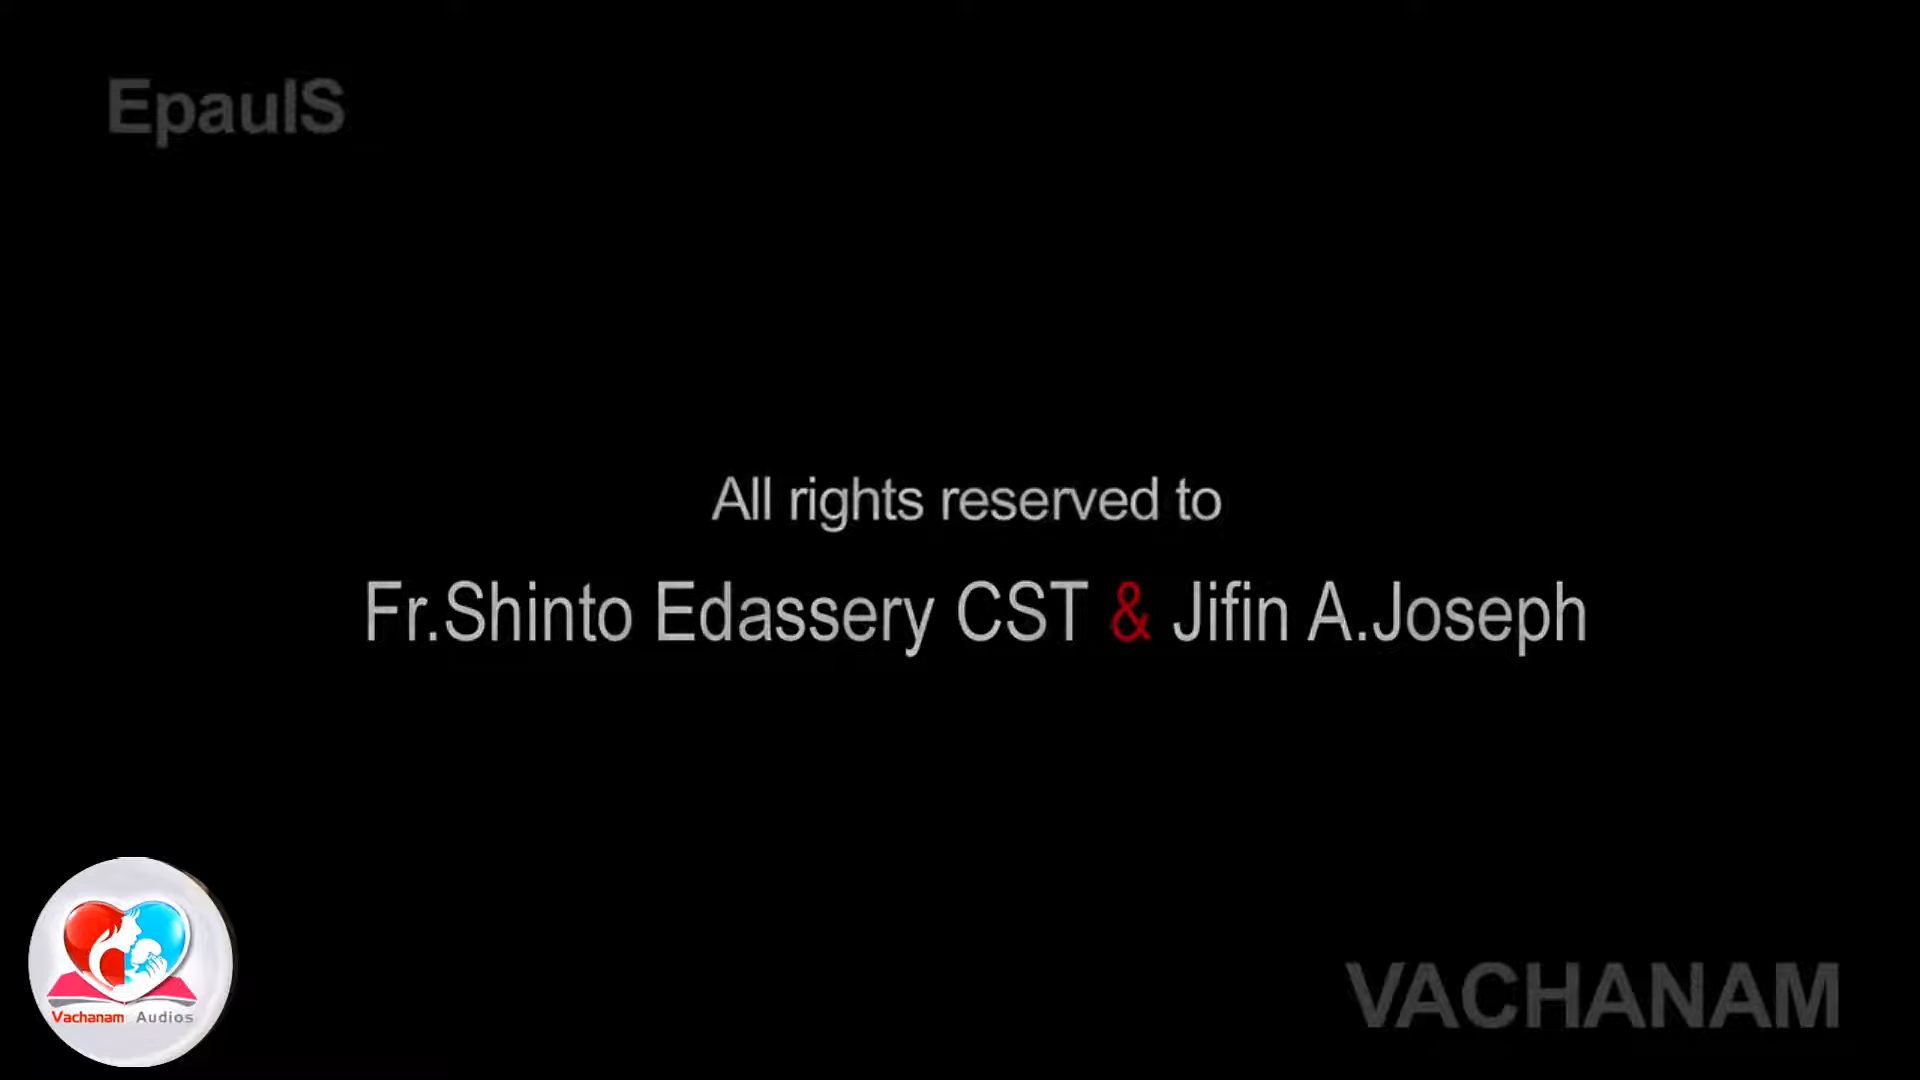 EpaulS
All rights reserved to
Fr.Shinto Edassery CST & Jifin A.Joseph
Vachanam Audios
VACHANAM